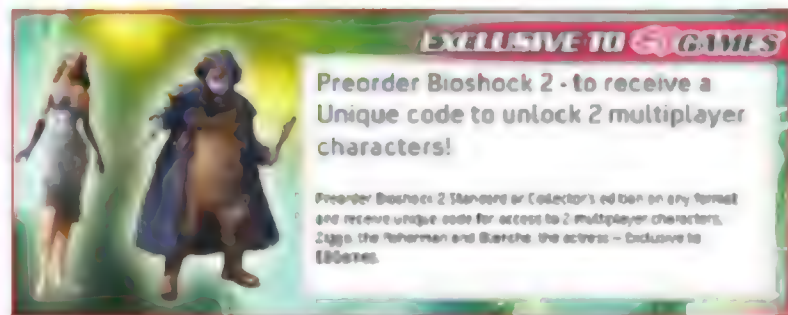 EXCLUSIVE TO EB GAMES
Preorder Bioshock 2 - to receive a
Unique code to unlock 2 multiplayer
characters!
Preorder Bioshock 2 Standard or Collector's edition on any format
and receive unique code for access to 2 multiplayer characters,
the fisherman and Blanche the actress – Exclusive to
EBGames.